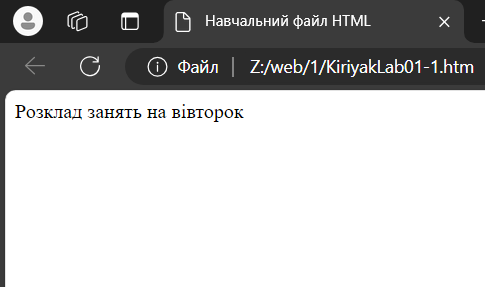 Навчальний файл HTML
Файл
Z:/web/1/KiriyakLab01-1.htm
Розклад занять на вівторок